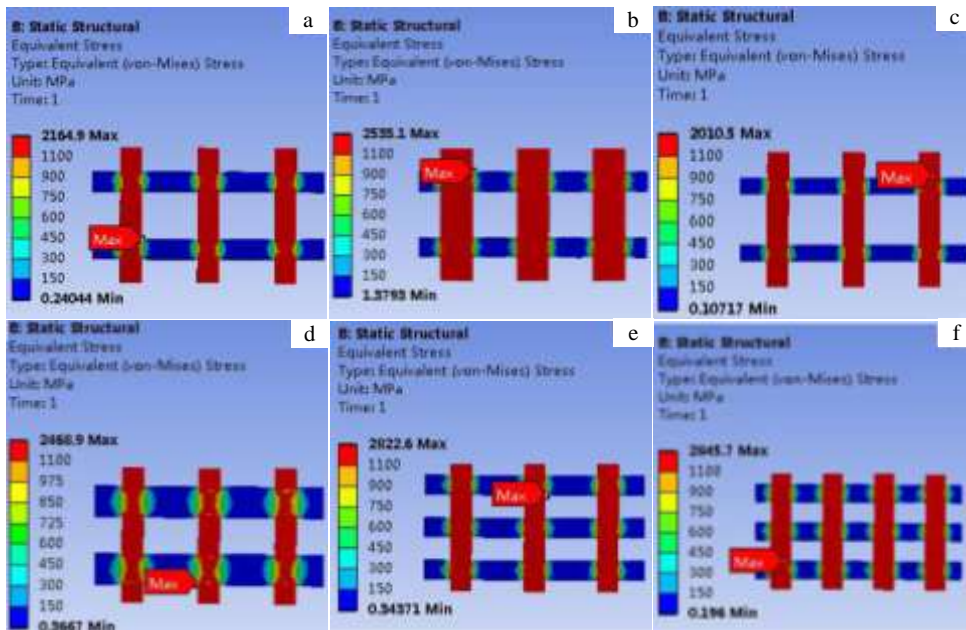 a
B: Static Structural
Equivalent Stress
Type: Equivalent (von-Mises) Stress
Unit: MPa
Time: 1
2164.9 Max
1100
900
750
600
450
300
150
0.24044 Min
Max
b
B: Static Structural
Equivalent Stress
Type: Equivalent (von-Mises) Stress
Unit: MPa
Time: 1
2535.1 Max
1100
900
750
600
450
300
150
1.3793 Min
Max
c
B: Static Structural
Equivalent Stress
Type: Equivalent (von-Mises) Stress
Unit: MPa
Time: 1
2010.5 Max
1100
900
750
600
450
300
150
0.10717 Min
Max
d
B: Static Structural
Equivalent Stress
Type: Equivalent (von-Mises) Stress
Unit: MPa
Time: 1
2468.9 Max
1100
975
850
725
600
450
300
150
0.3667 Min
Max
e
B: Static Structural
Equivalent Stress
Type: Equivalent (von-Mises) Stress
Unit: MPa
Time: 1
2822.6 Max
1100
900
750
600
450
300
150
0.34371 Min
Max
f
B: Static Structural
Equivalent Stress
Type: Equivalent (von-Mises) Stress
Unit: MPa
Time: 1
2845.7 Max
1100
900
750
600
450
300
150
0.196 Min
Max